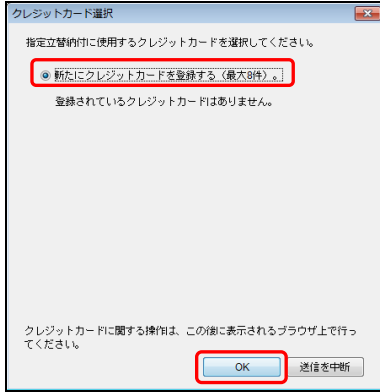 クレジットカード選択
指定立替納付に使用するクレジットカードを選択してください。
新たにクレジットカードを登録する（最大8件）。
登録されているクレジットカードはありません。
クレジットカードに関する操作は、この後に表示されるブラウザ上で行っ
てください。
OK 送信を中断